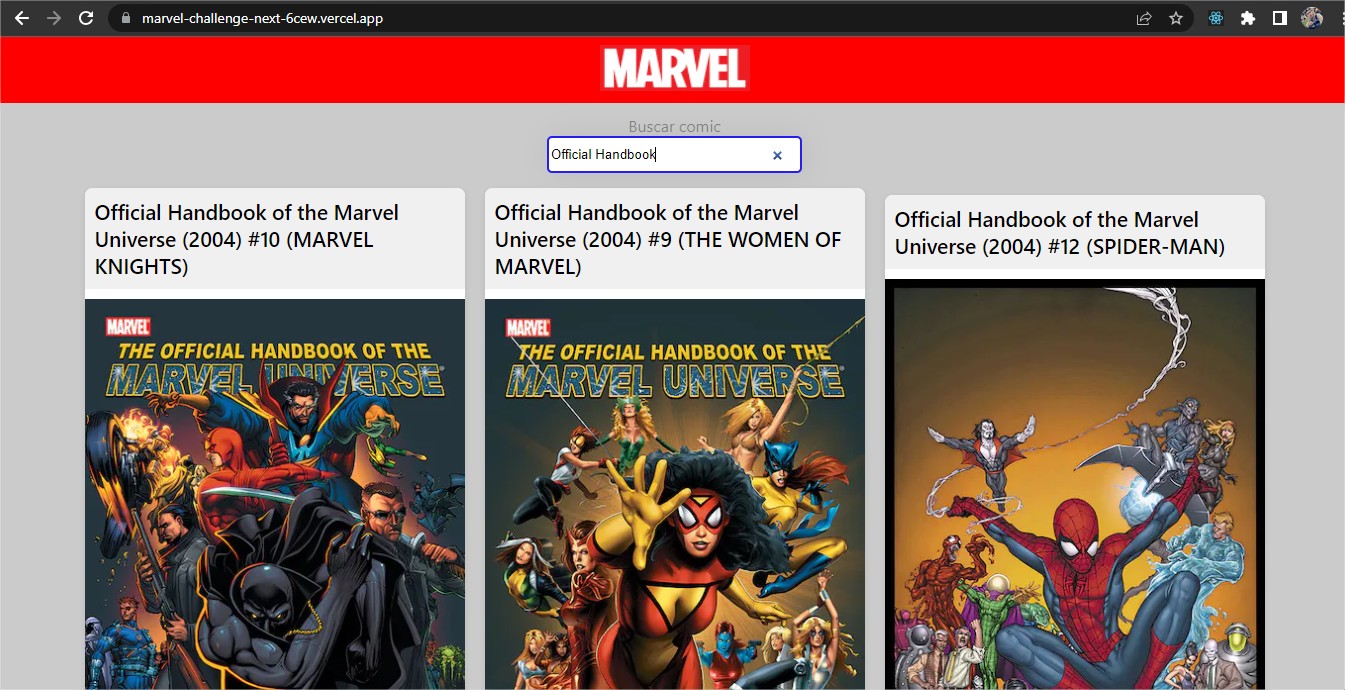 marvel-challenge-next-6cew.vercel.app
MARVEL
Buscar comic
Official Handbook
Official Handbook of the Marvel
Universe (2004) #10 (MARVEL
KNIGHTS)
MARVEL
THE OFFICIAL HANDBOOK OF THE
MARVEL UNIVERSE
Official Handbook of the Marvel
Universe (2004) #9 (THE WOMEN OF
MARVEL)
MARVEL
THE OFFICIAL HANDBOOK OF THE
MARVEL UNIVERSE
Official Handbook of the Marvel
Universe (2004) #12 (SPIDER-MAN)